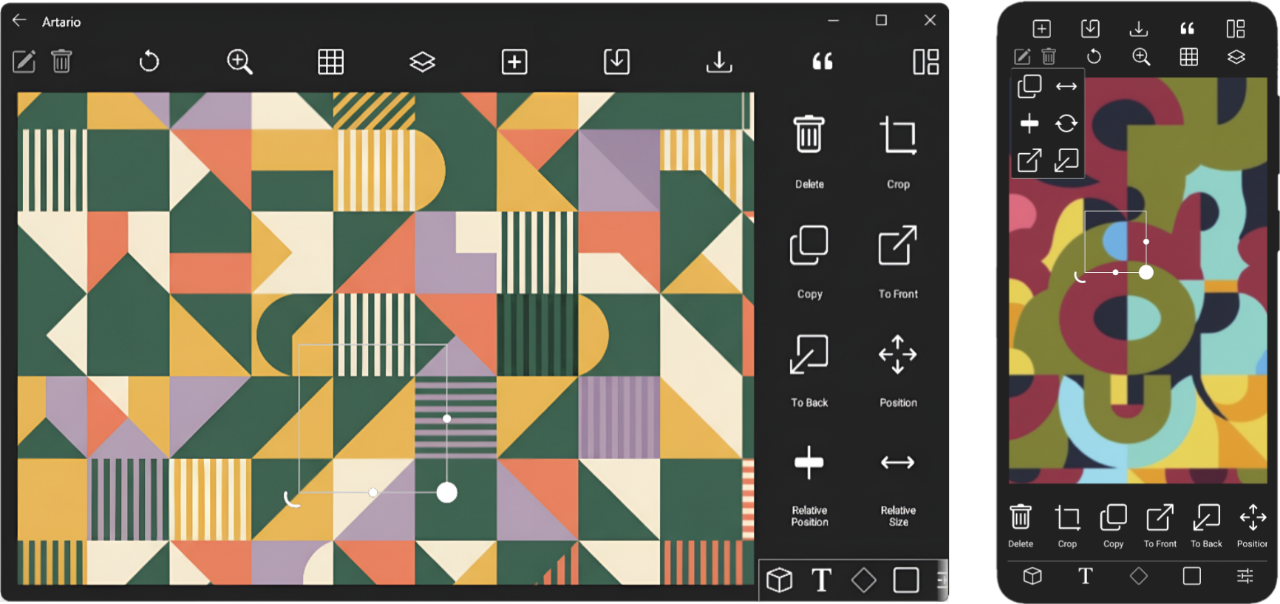 Artario
Delete
Crop
Copy
To Front
To Back
Position
Relative
Position
Relative
Size
T
Delete
Crop
Copy
To Front
To Back
Position
T